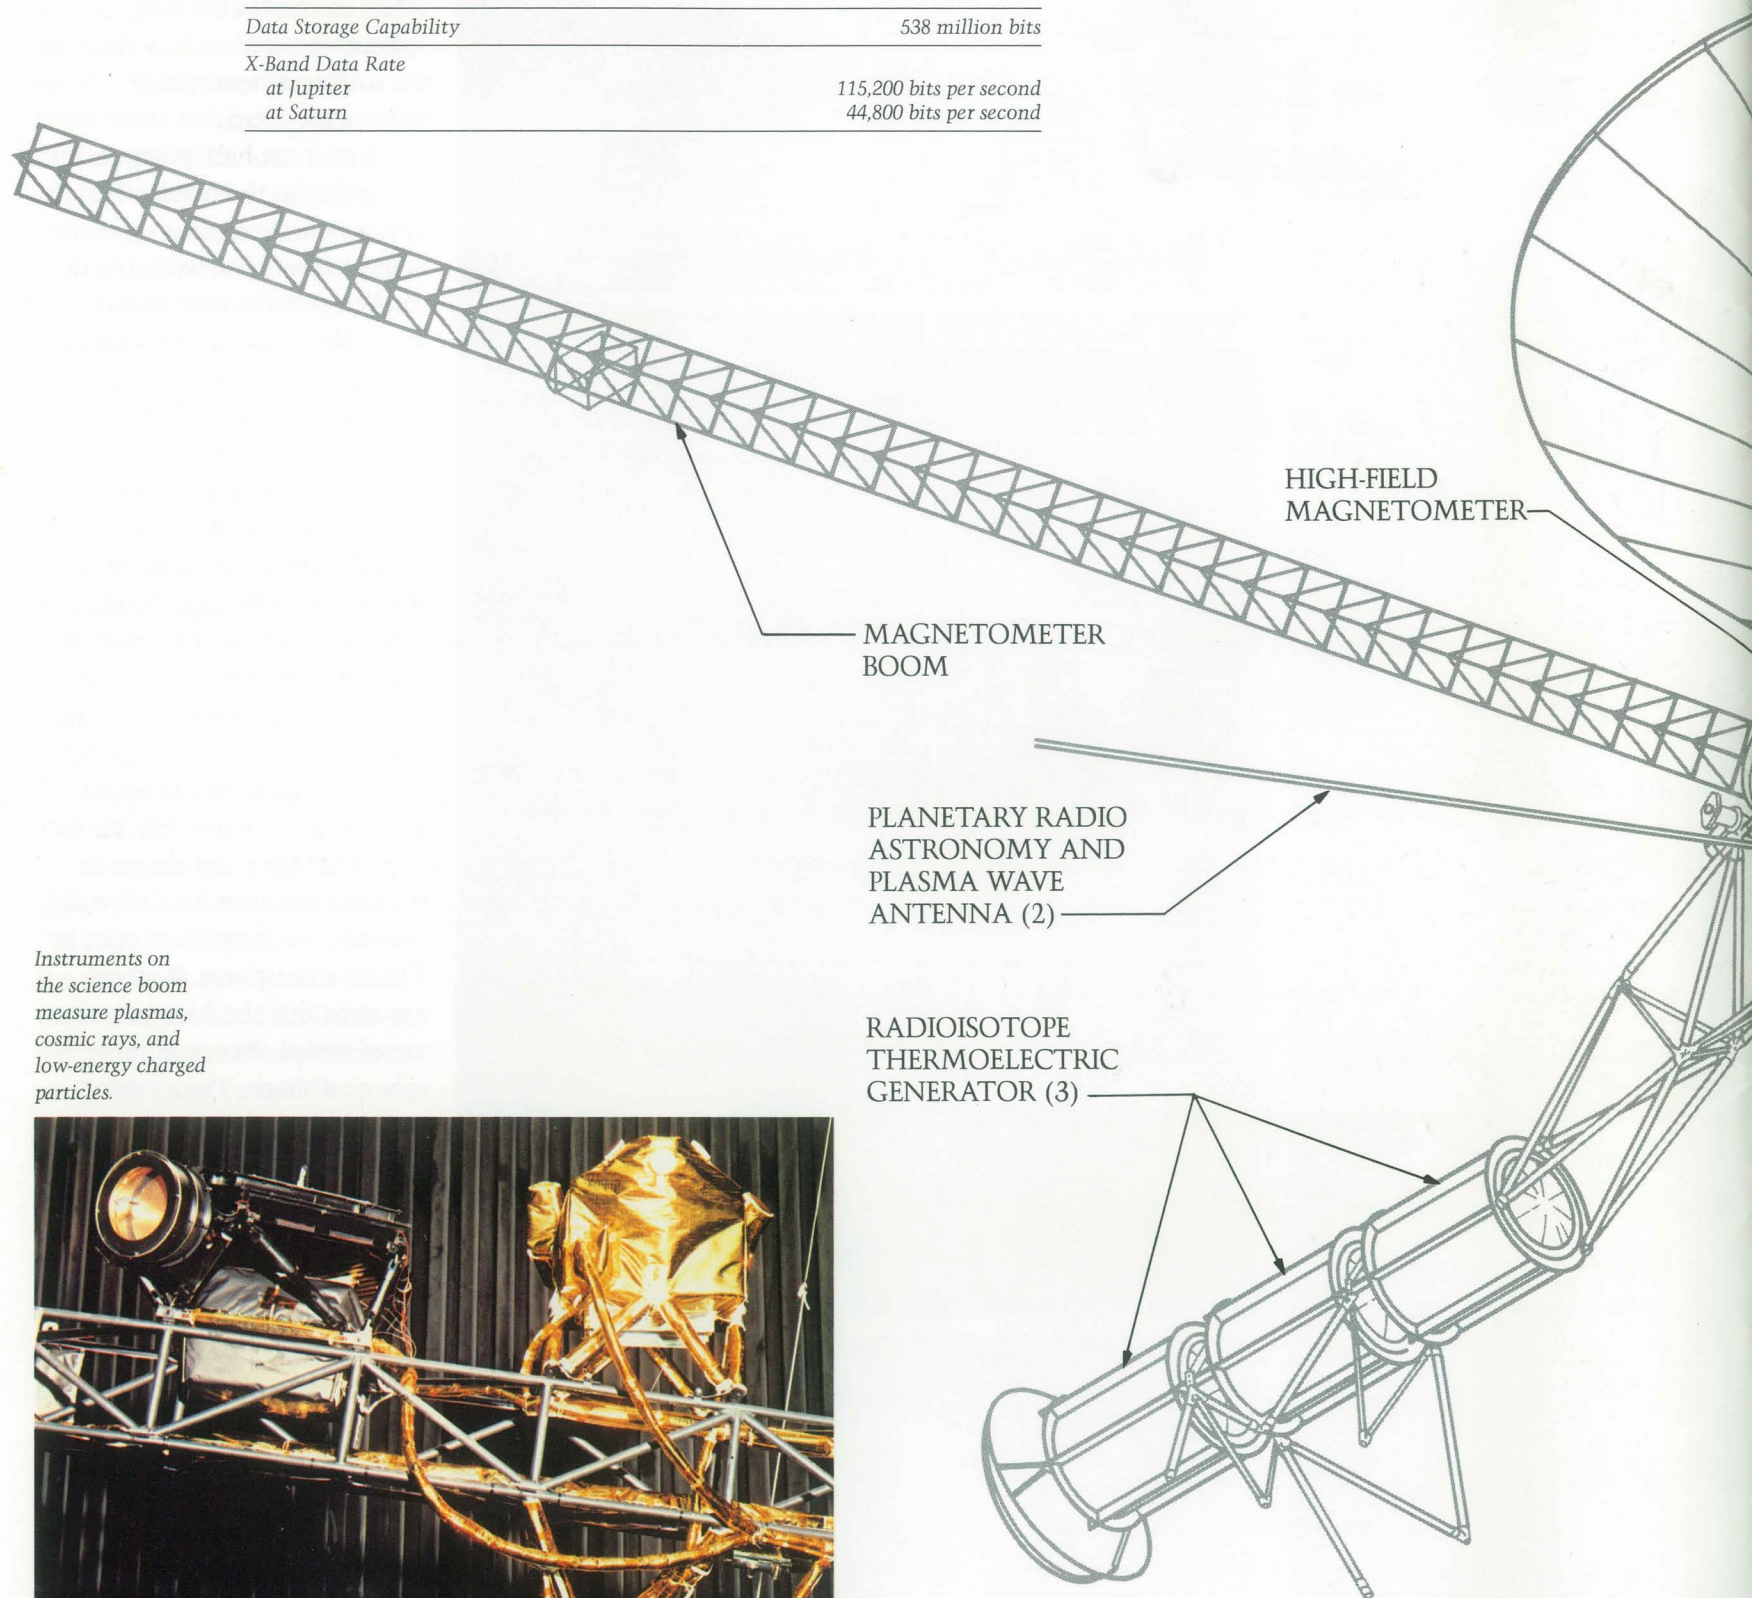 Data Storage Capability 538 million bits
X-Band Data Rate
at Jupiter 115,200 bits per second
at Saturn 44,800 bits per second
HIGH-FIELD
MAGNETOMETER
MAGNETOMETER
BOOM
PLANETARY RADIO
ASTRONOMY AND
PLASMA WAVE
ANTENNA (2)
Instruments on
the science boom
measure plasmas,
cosmic rays, and
low-energy charged
particles.
RADIOISOTOPE
THERMOELECTRIC
GENERATOR (3)